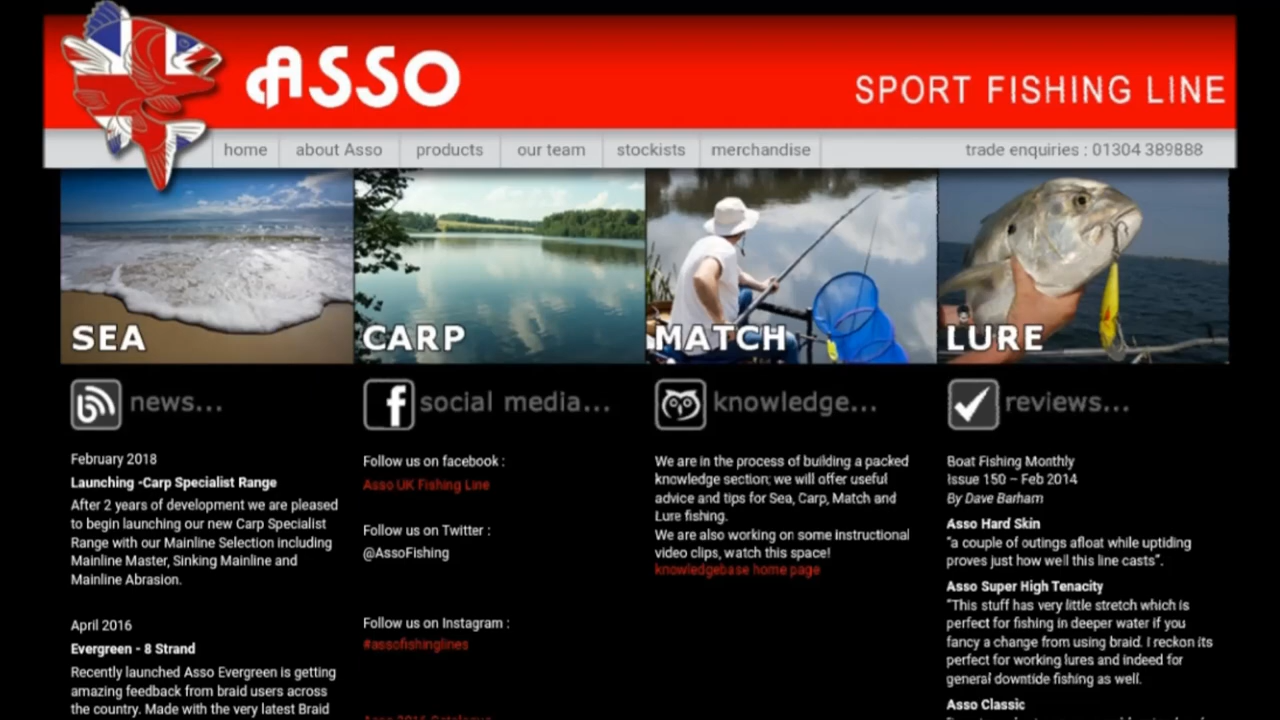 ASSO
SPORT FISHING LINE
home
about Asso
products
our team
stockists
merchandise
trade enquiries : 01304 389888
SEA
CARP
MATCH
LURE
news...
February 2018
Launching -Carp Specialist Range
After 2 years of development we are pleased
to begin launching our new Carp Specialist
Range with our Mainline Selection including
Mainline Master, Sinking Mainline and
Mainline Abrasion.
April 2016
Evergreen - 8 Strand
Recently launched Asso Evergreen is getting
amazing feedback from braid users across
the country. Made with the very latest Braid
social media...
Follow us on facebook :
Asso UK Fishing Line
Follow us on Twitter :
@AssoFishing
Follow us on Instagram :
#assofishinglines
knowledge...
We are in the process of building a packed
knowledge section; we will offer useful
advice and tips for Sea, Carp, Match and
Lure fishing.
We are also working on some instructional
video clips, watch this space!
knowledgebase home page
reviews...
Boat Fishing Monthly
Issue 150 – Feb 2014
By Dave Barham
Asso Hard Skin
"a couple of outings afloat while uptiding
proves just how well this line casts".
Asso Super High Tenacity
"This stuff has very little stretch which is
perfect for fishing in deeper water if you
fancy a change from using braid. I reckon its
perfect for working lures and indeed for
general downtide fishing as well.
Asso Classic